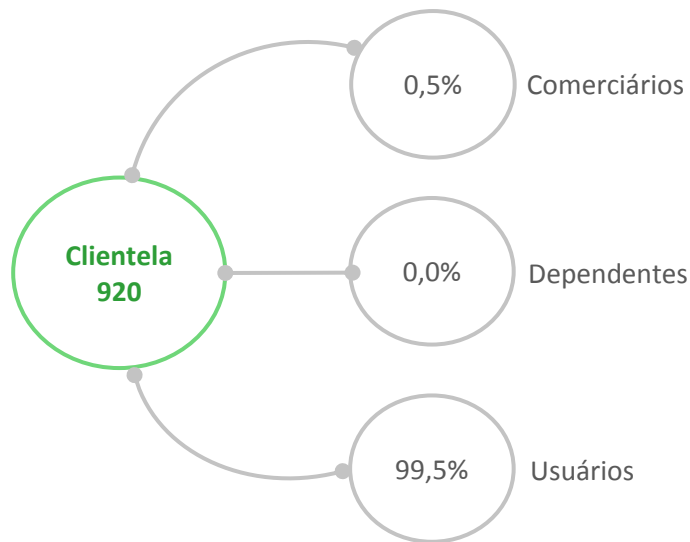 0,5%
Comerciários
Clientela
920
0,0%
Dependentes
99,5%
Usuários